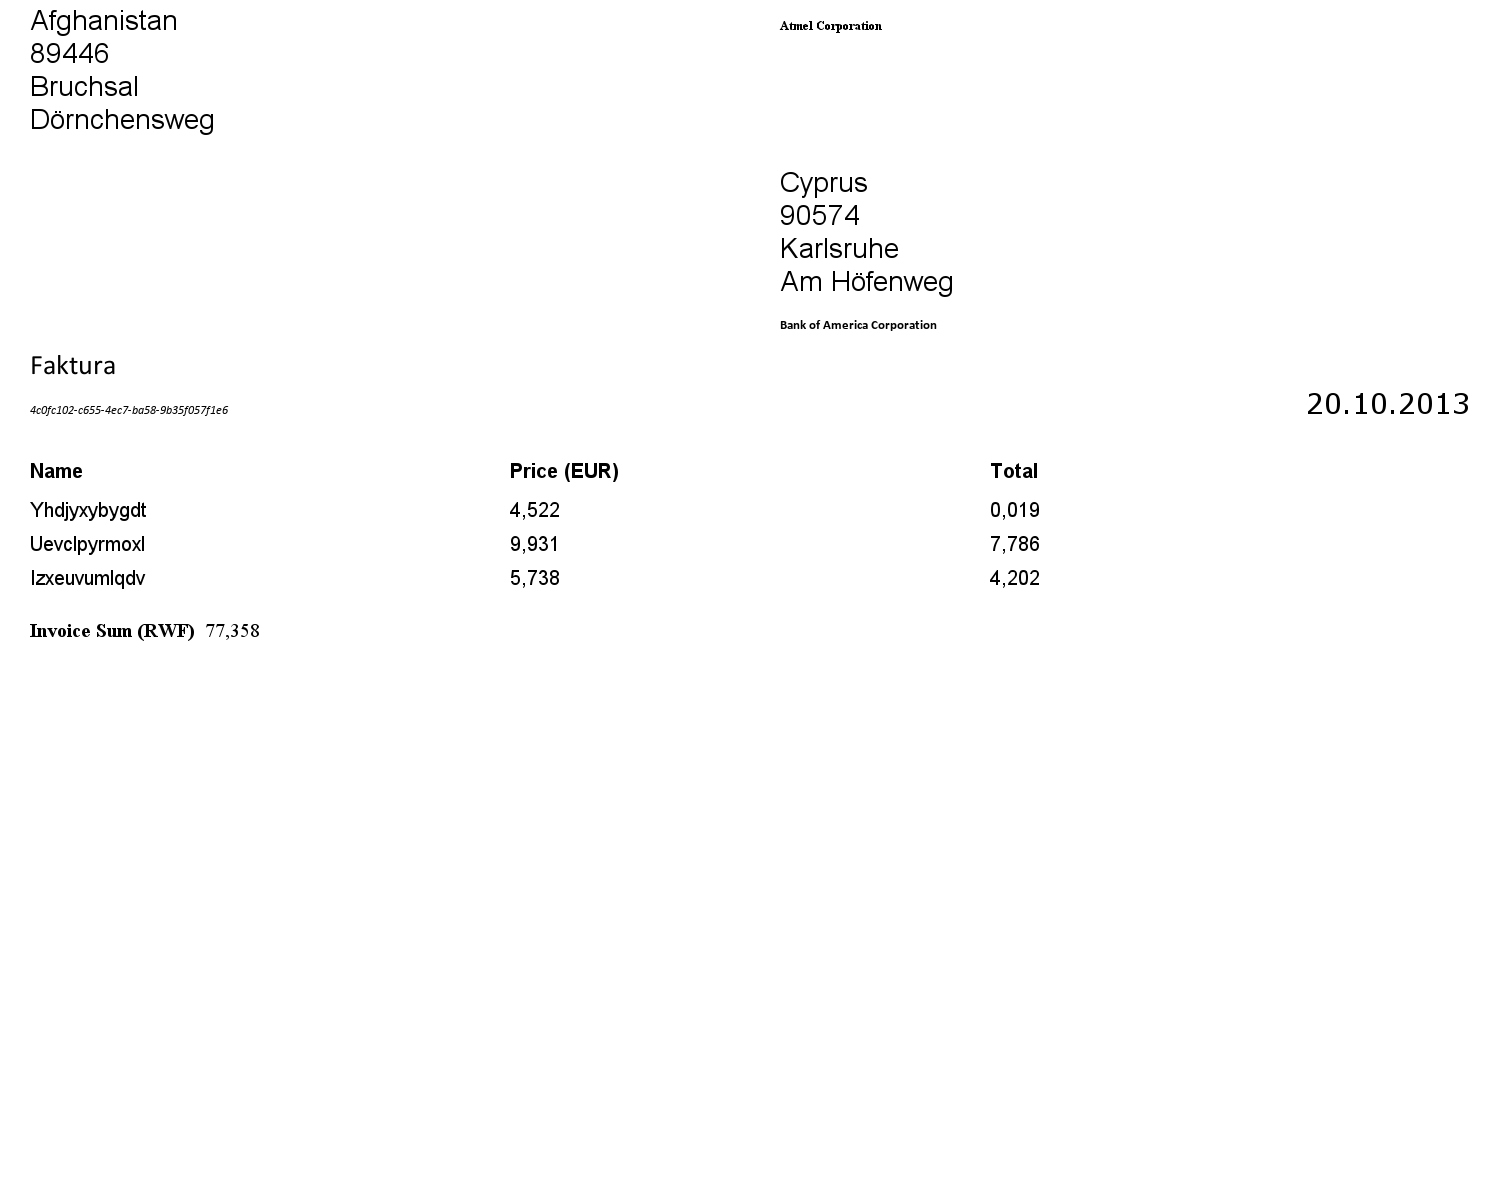 Afghanistan
89446
Bruchsal
Dörnchensweg
Atmel Corporation
Cyprus
90574
Karlsruhe
Am Höfenweg
Bank of America Corporation
Faktura
4c0fc102-c655-4ec7-ba58-9b35f057f1e6
20.10.2013
Name Price (EUR) Total
Yhdjyxybygdt 4,522 0,019
Uevclpyrmoxl 9,931 7,786
Izxeuvumlqdv 5,738 4,202
Invoice Sum (RWF) 77,358